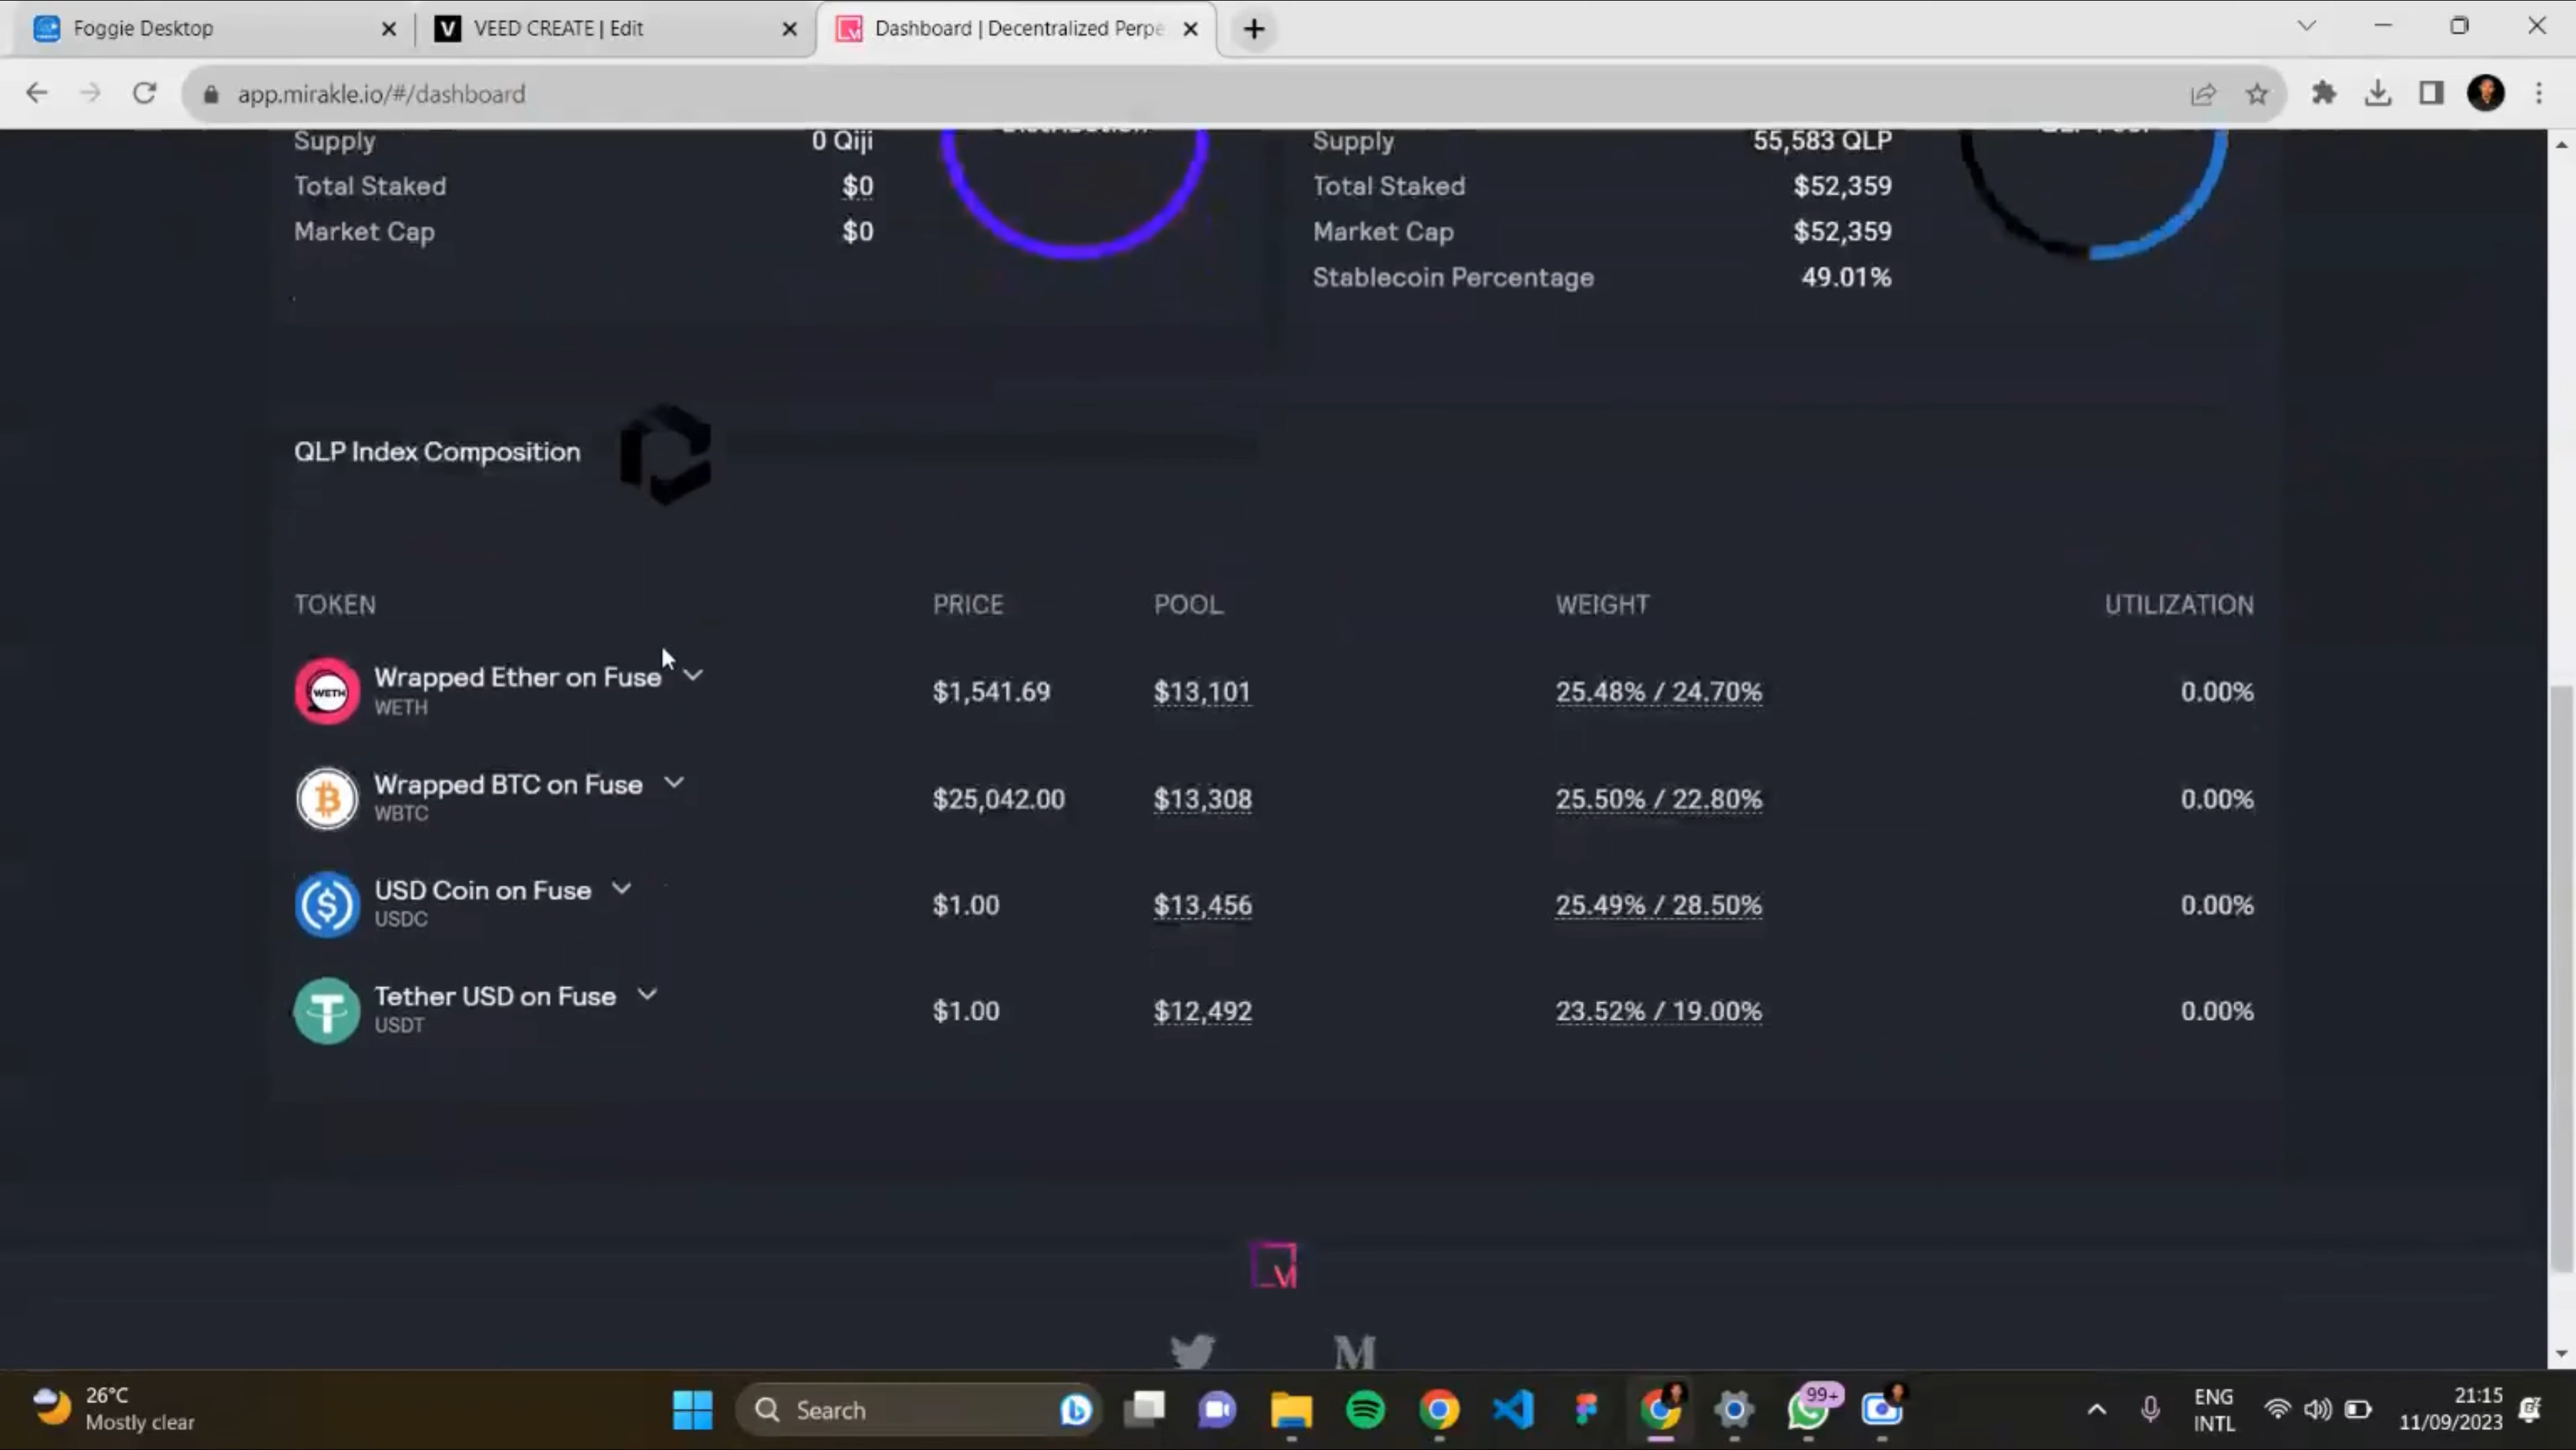 Foggie Desktop
VEED CREATE | Edit
Dashboard | Decentralized Perpe
app.mirakle.io/#/dashboard
Supply 0 Qiji
Total Staked $0
Market Cap $0
Supply 55,583 QLP
Total Staked $52,359
Market Cap $52,359
Stablecoin Percentage 49.01%
QLP Index Composition
TOKEN PRICE POOL WEIGHT UTILIZATION
WETH
Wrapped Ether on Fuse
WETH
$1,541.69 $13,101 25.48% / 24.70% 0.00%
Wrapped BTC on Fuse
WBTC
$25,042.00 $13,308 25.50% / 22.80% 0.00%
USD Coin on Fuse
USDC
$1.00 $13,456 25.49% / 28.50% 0.00%
Tether USD on Fuse
USDT
$1.00 $12,492 23.52% / 19.00% 0.00%
26°C
Mostly clear
Search
99+
ENG
INTL
21:15
11/09/2023